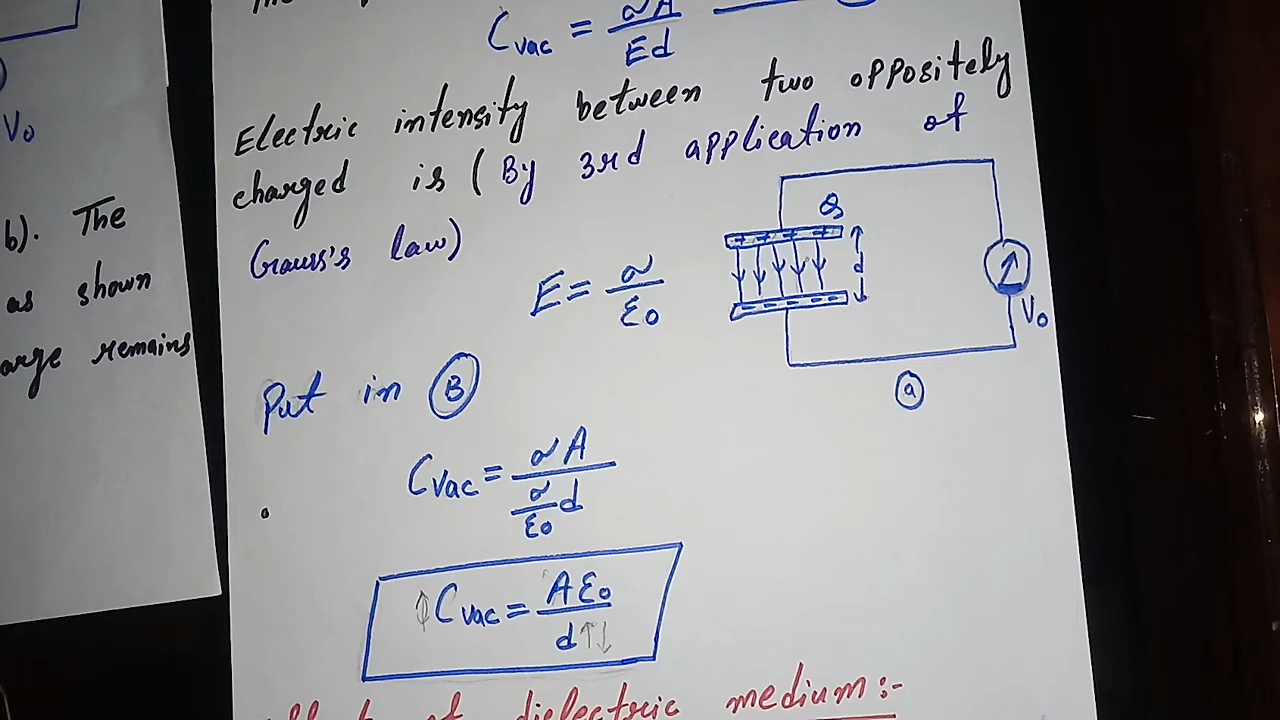 Cvac = σA / Ed
Electric intensity between two oppositely
charged is (By 3rd application of
Gauss's law)
E = σ / ε0
Q
+ + + +
d
- - - -
V0
a
Put in B
Cvac = σA / (σ/ε0 d)
↑ Cvac = Aε0 / d ↑↓
of dielectric medium:-
V0
b). The
as shown
remains